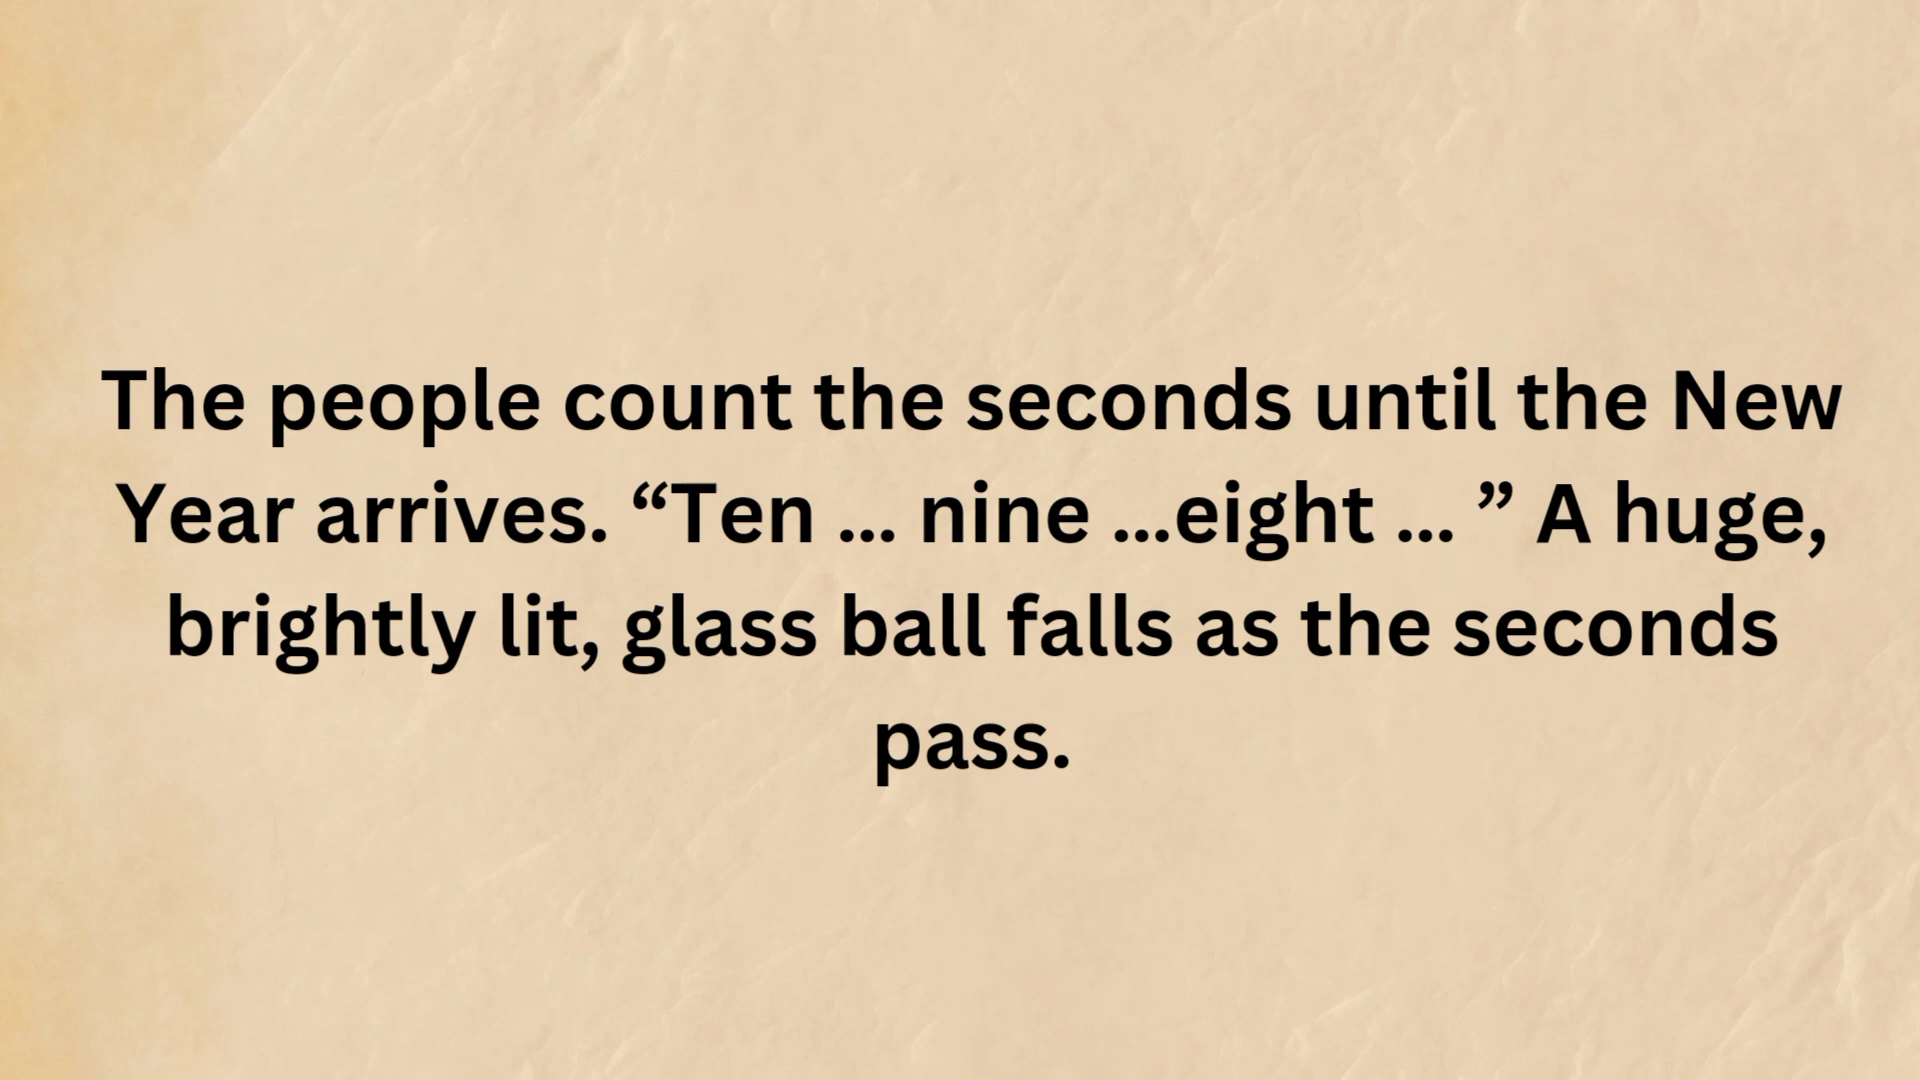 The people count the seconds until the New
Year arrives. “Ten ... nine ...eight ... ” A huge,
brightly lit, glass ball falls as the seconds
pass.